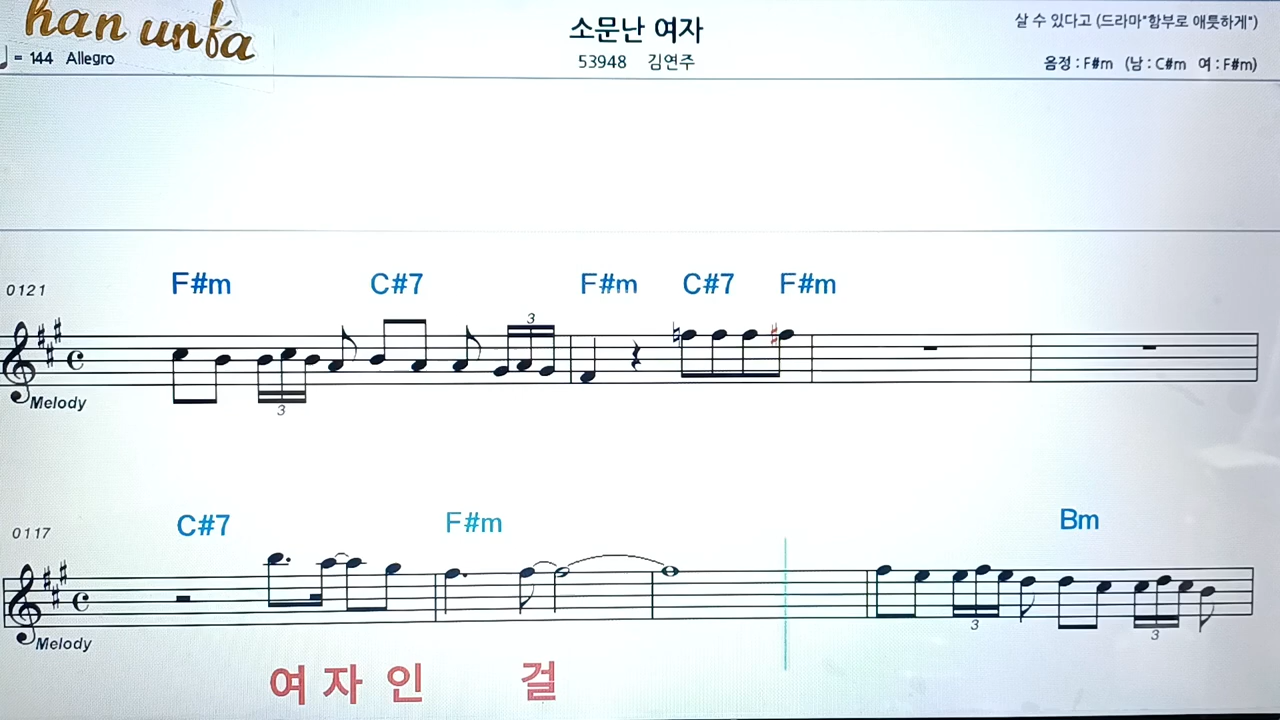 han unfa
♩ = 144 Allegro
소문난 여자
53948 김연주
살 수 있다고 (드라마"함부로 애틋하게")
음정 : F#m (남 : C#m 여 : F#m)
F#m C#7 F#m C#7 F#m
0121
3
3
Melody
C#7 F#m Bm
0117
3 3
Melody
여 자 인 걸